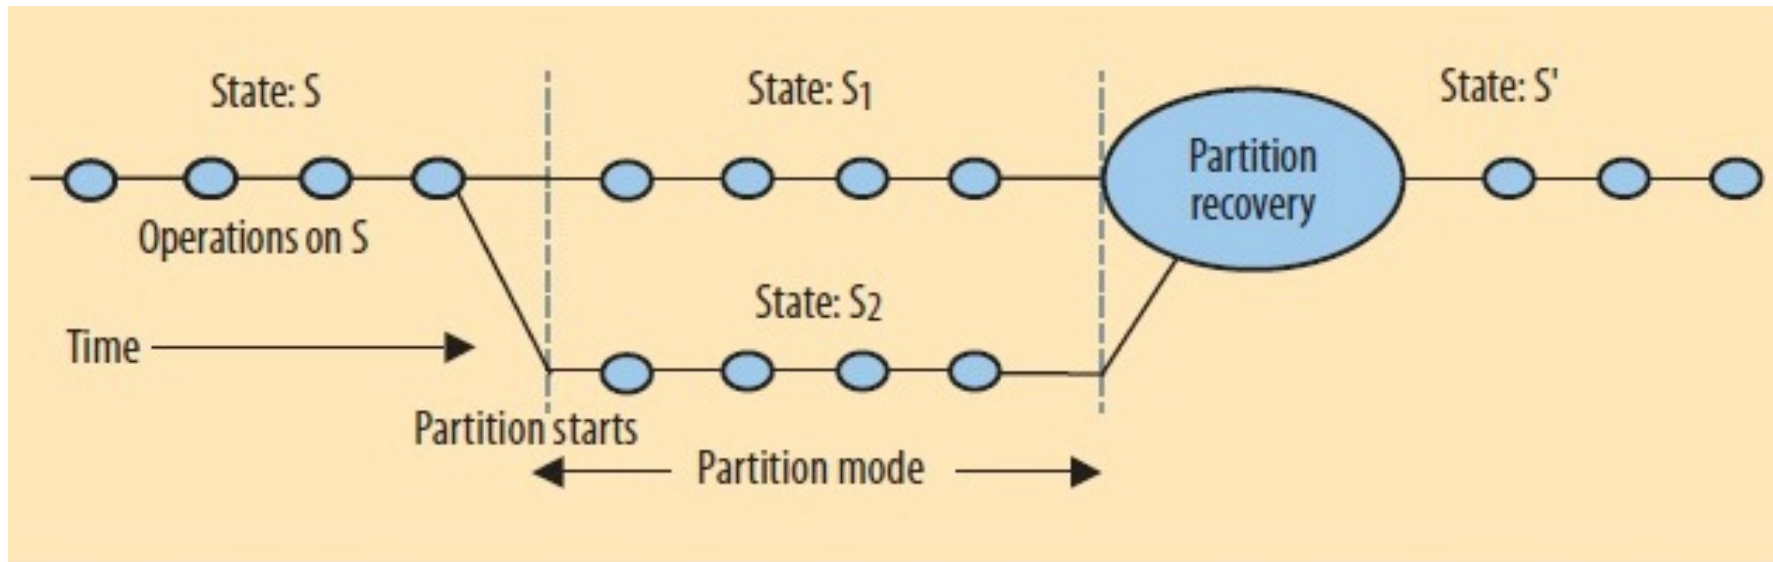 State: S
State: S1
State: S'
Partition
recovery
Operations on S
State: S2
Time
Partition starts
Partition mode